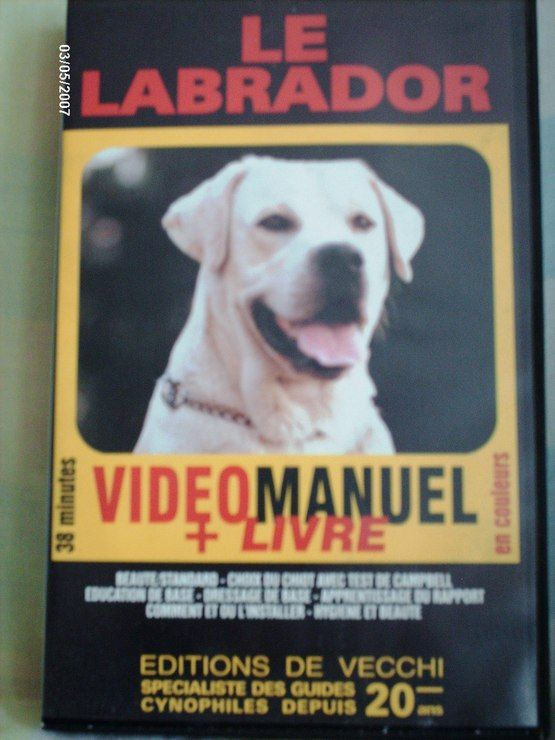 03/05/2007
LE
LABRADOR
38 minutes
en couleurs
VIDEOMANUEL
+ LIVRE
BEAUTE/STANDARD - CHOIX DU CHIOT AVEC TEST DE CAMPBELL
EDUCATION DE BASE - DRESSAGE DE BASE - APPRENTISSAGE DU RAPPORT
COMMENT ET OU L'INSTALLER - HYGIENE ET BEAUTE
EDITIONS DE VECCHI
SPECIALISTE DES GUIDES
CYNOPHILES DEPUIS 20 ans